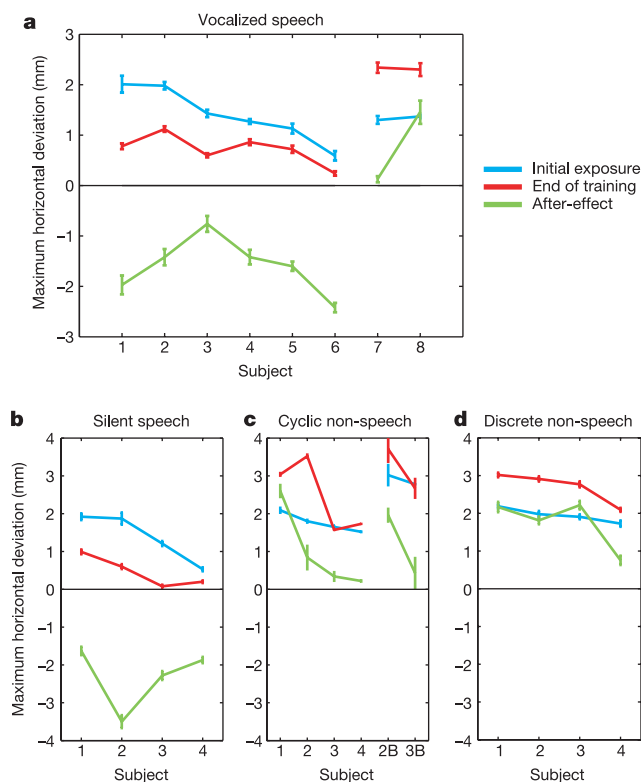 a
Vocalized speech
Maximum horizontal deviation (mm)
3
2
1
0
−1
−2
−3
1 2 3 4 5 6 7 8
Subject
Initial exposure
End of training
After-effect
b
Silent speech
Maximum horizontal deviation (mm)
4
3
2
1
0
−1
−2
−3
−4
1 2 3 4
Subject
c
Cyclic non-speech
4
3
2
1
0
−1
−2
−3
−4
1 2 3 4 2B 3B
Subject
d
Discrete non-speech
4
3
2
1
0
−1
−2
−3
−4
1 2 3 4
Subject